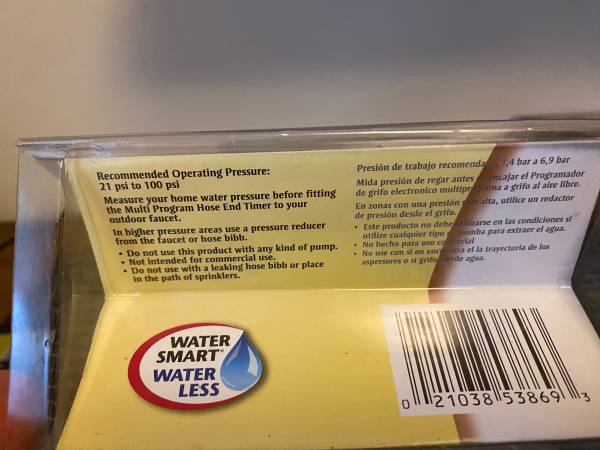 Recommended Operating Pressure:
21 psi to 100 psi
Measure your home water pressure before fitting
the Multi Program Hose End Timer to your
outdoor faucet.
In higher pressure areas use a pressure reducer
from the faucet or hose bibb.
• Do not use this product with any kind of pump.
• Not intended for commercial use.
• Do not use with a leaking hose bibb or place
in the path of sprinklers.
Presión de trabajo recomenda 1,4 bar a 6,9 bar
Mida presión de regar antes encajar el Programador
de grifo electronico multiprograma a grifo al aire libre.
En zonas con una presión alta, utilice un redactor
de presión desde el grifo.
• Este producto no debe utilizarse en las condiciones si
utilize cualquier tipo bomba para extraer el agua.
• No hecho para uso comercial
• No use con si en el la trayectoria de los
aspersores o si de agua.
WATER
SMART®
WATER
LESS
0 21038 53869 3